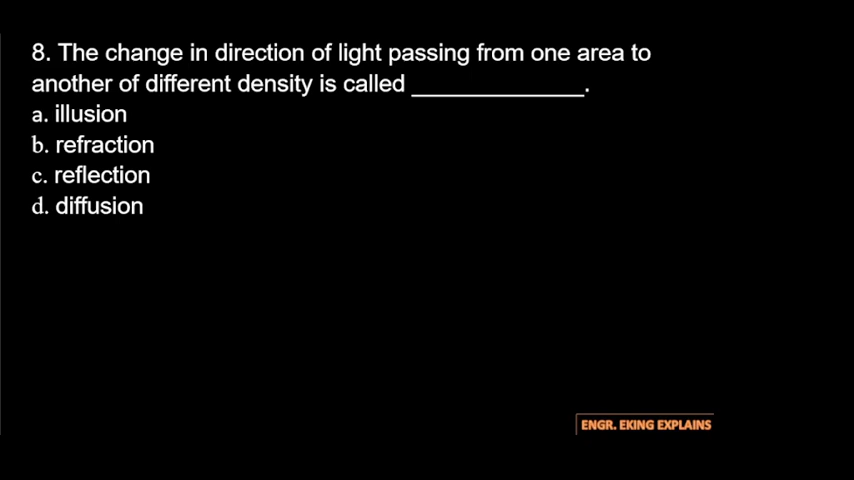 8. The change in direction of light passing from one area to
another of different density is called ______________.
a. illusion
b. refraction
c. reflection
d. diffusion
ENGR. EKING EXPLAINS